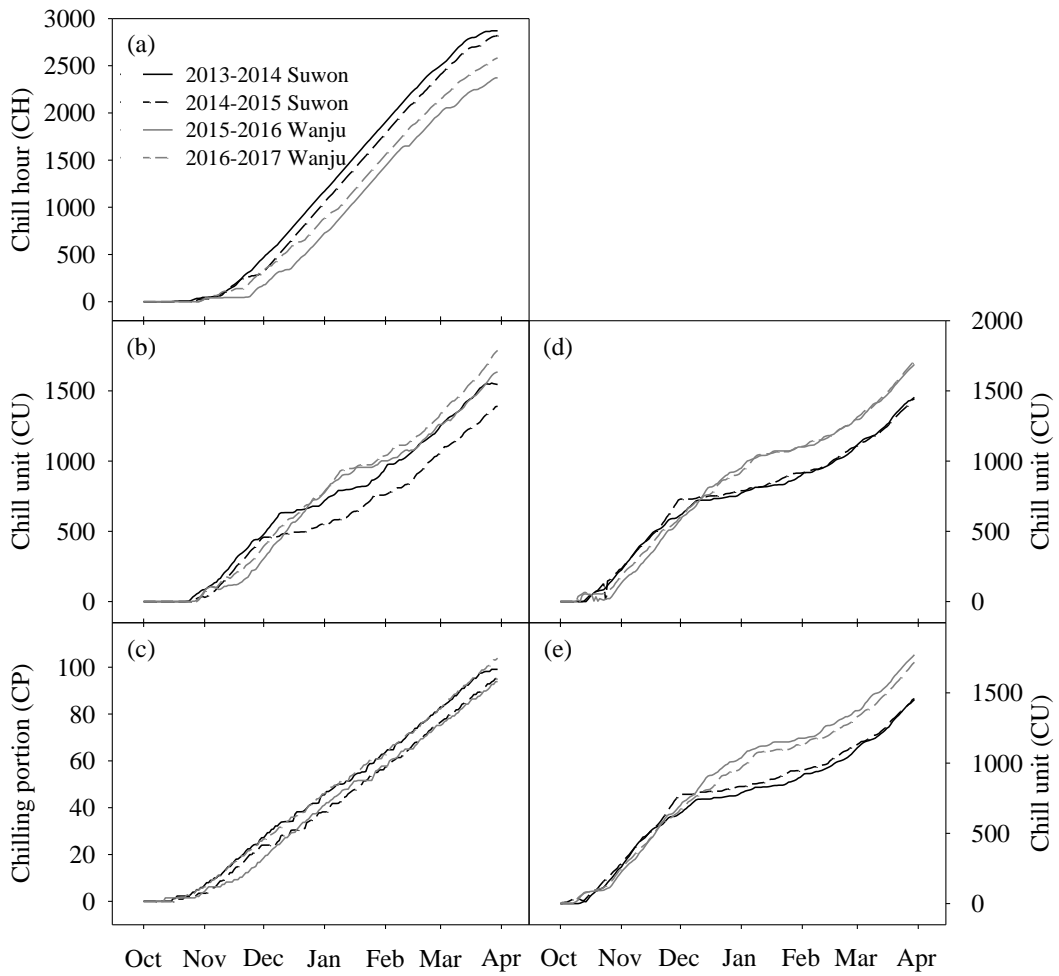 3000
2500
2000
1500
1000
500
0
Chill hour (CH)
(a)
2013-2014 Suwon
2014-2015 Suwon
2015-2016 Wanju
2016-2017 Wanju
(b)
1500
1000
500
0
Chill unit (CU)
(d)
2000
1500
1000
500
0
Chill unit (CU)
(c)
100
80
60
40
20
0
Chilling portion (CP)
(e)
1500
1000
500
0
Chill unit (CU)
Oct Nov Dec Jan Feb Mar Apr
Oct Nov Dec Jan Feb Mar Apr